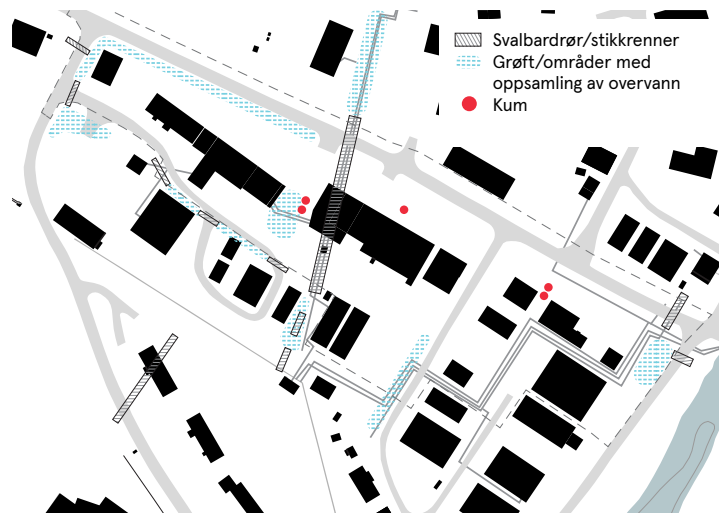 Svalbardrør/stikkrenner
Grøft/områder med
oppsamling av overvann
Kum